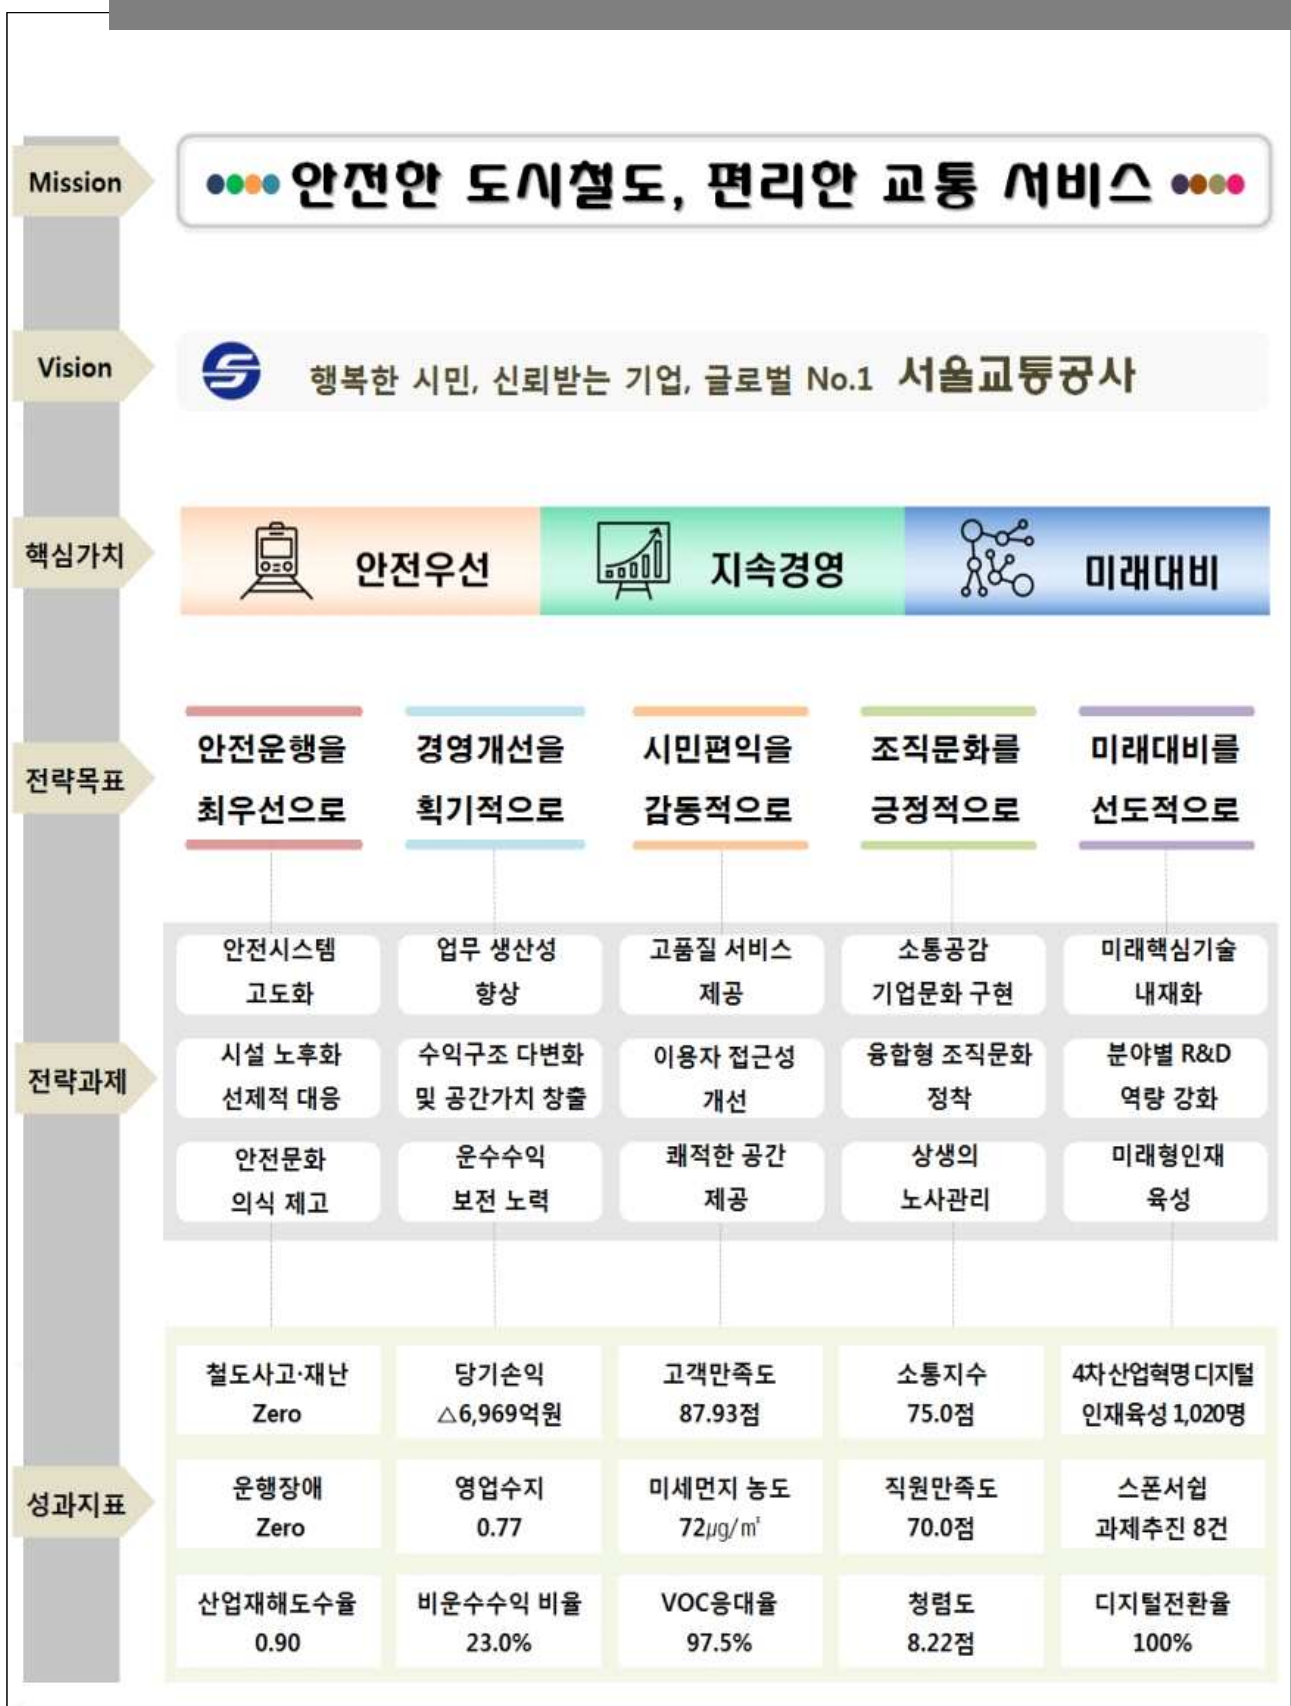 Mission
안전한 도시철도, 편리한 교통 서비스
Vision
행복한 시민, 신뢰받는 기업, 글로벌 No.1 서울교통공사
핵심가치
안전우선
지속경영
미래대비
전략목표
안전운행을
최우선으로
경영개선을
획기적으로
시민편익을
감동적으로
조직문화를
긍정적으로
미래대비를
선도적으로
전략과제
안전시스템
고도화
업무 생산성
향상
고품질 서비스
제공
소통공감
기업문화 구현
미래핵심기술
내재화
시설 노후화
선제적 대응
수익구조 다변화
및 공간가치 창출
이용자 접근성
개선
융합형 조직문화
정착
분야별 R&D
역량 강화
안전문화
의식 제고
운수수익
보전 노력
쾌적한 공간
제공
상생의
노사관리
미래형인재
육성
성과지표
철도사고·재난
Zero
당기손익
△6,969억원
고객만족도
87.93점
소통지수
75.0점
4차 산업혁명 디지털
인재육성 1,020명
운행장애
Zero
영업수지
0.77
미세먼지 농도
72㎍/㎥
직원만족도
70.0점
스폰서쉽
과제추진 8건
산업재해도수율
0.90
비운수수익 비율
23.0%
VOC응대율
97.5%
청렴도
8.22점
디지털전환율
100%